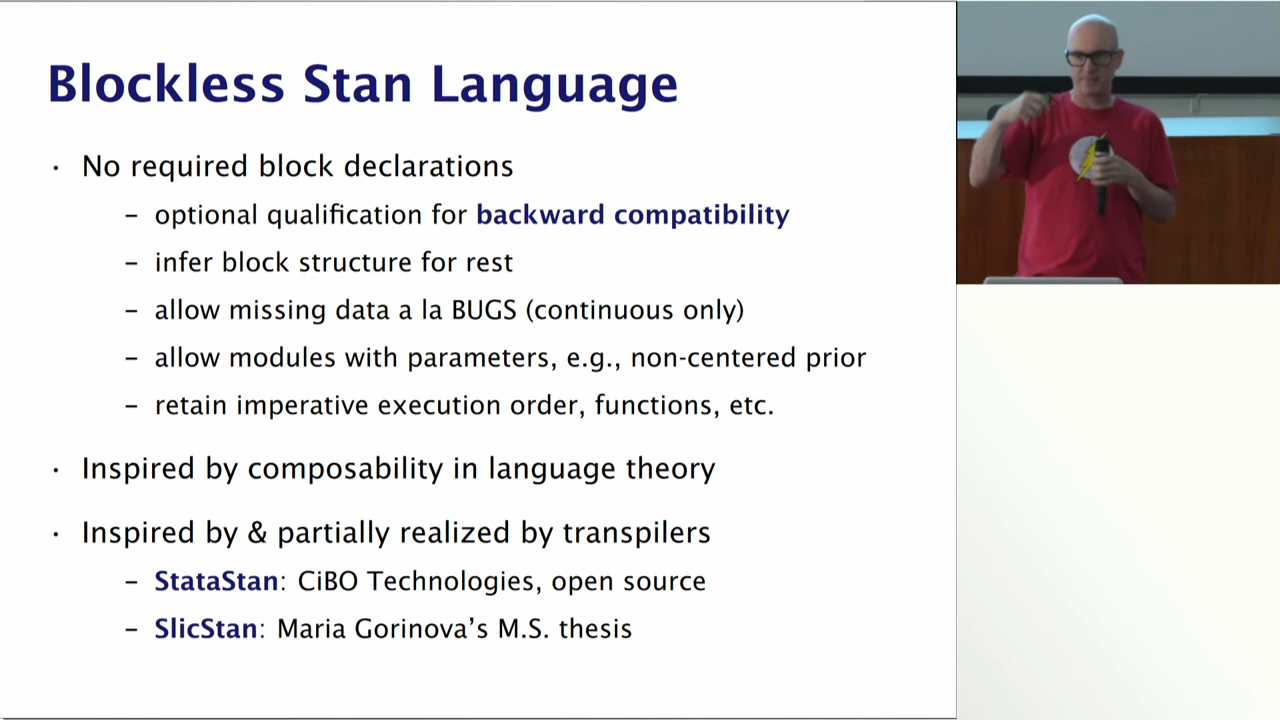 Blockless Stan Language
· No required block declarations
– optional qualification for backward compatibility
– infer block structure for rest
– allow missing data a la BUGS (continuous only)
– allow modules with parameters, e.g., non-centered prior
– retain imperative execution order, functions, etc.
· Inspired by composability in language theory
· Inspired by & partially realized by transpilers
– StataStan: CiBO Technologies, open source
– SlicStan: Maria Gorinova’s M.S. thesis